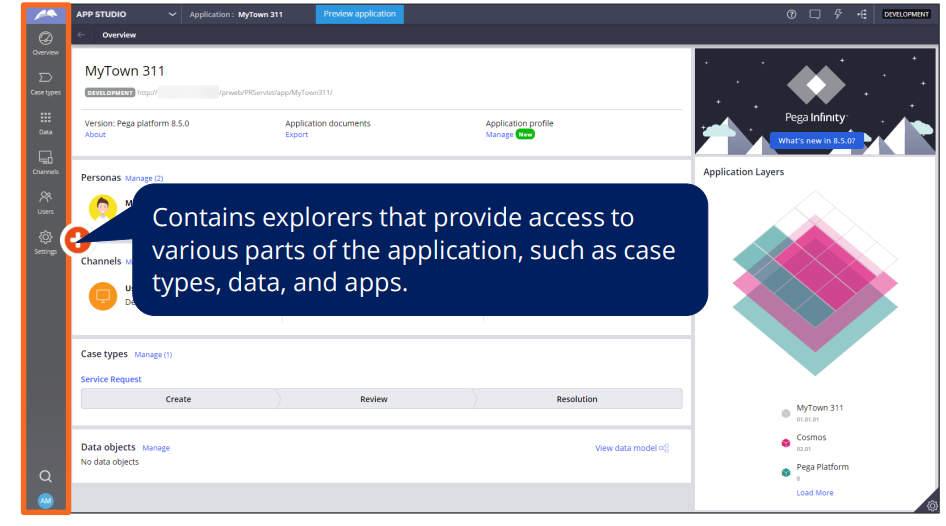 APP STUDIO
Application : MyTown 311
Preview application
DEVELOPMENT
Overview
Overview
Case types
Data
Channels
Users
Settings
AM
MyTown 311
DEVELOPMENT http:// /prweb/PRServlet/app/MyTown311/
Version: Pega platform 8.5.0
About
Application documents
Export
Application profile
Manage New
Personas Manage (2)
Contains explorers that provide access to
various parts of the application, such as case
types, data, and apps.
Channels
Case types Manage (1)
Service Request
Create
Review
Resolution
Data objects Manage
View data model
No data objects
Pega Infinity
What's new in 8.5.0?
Application Layers
MyTown 311
01.01.01
Cosmos
02.01
Pega Platform
8
Load More